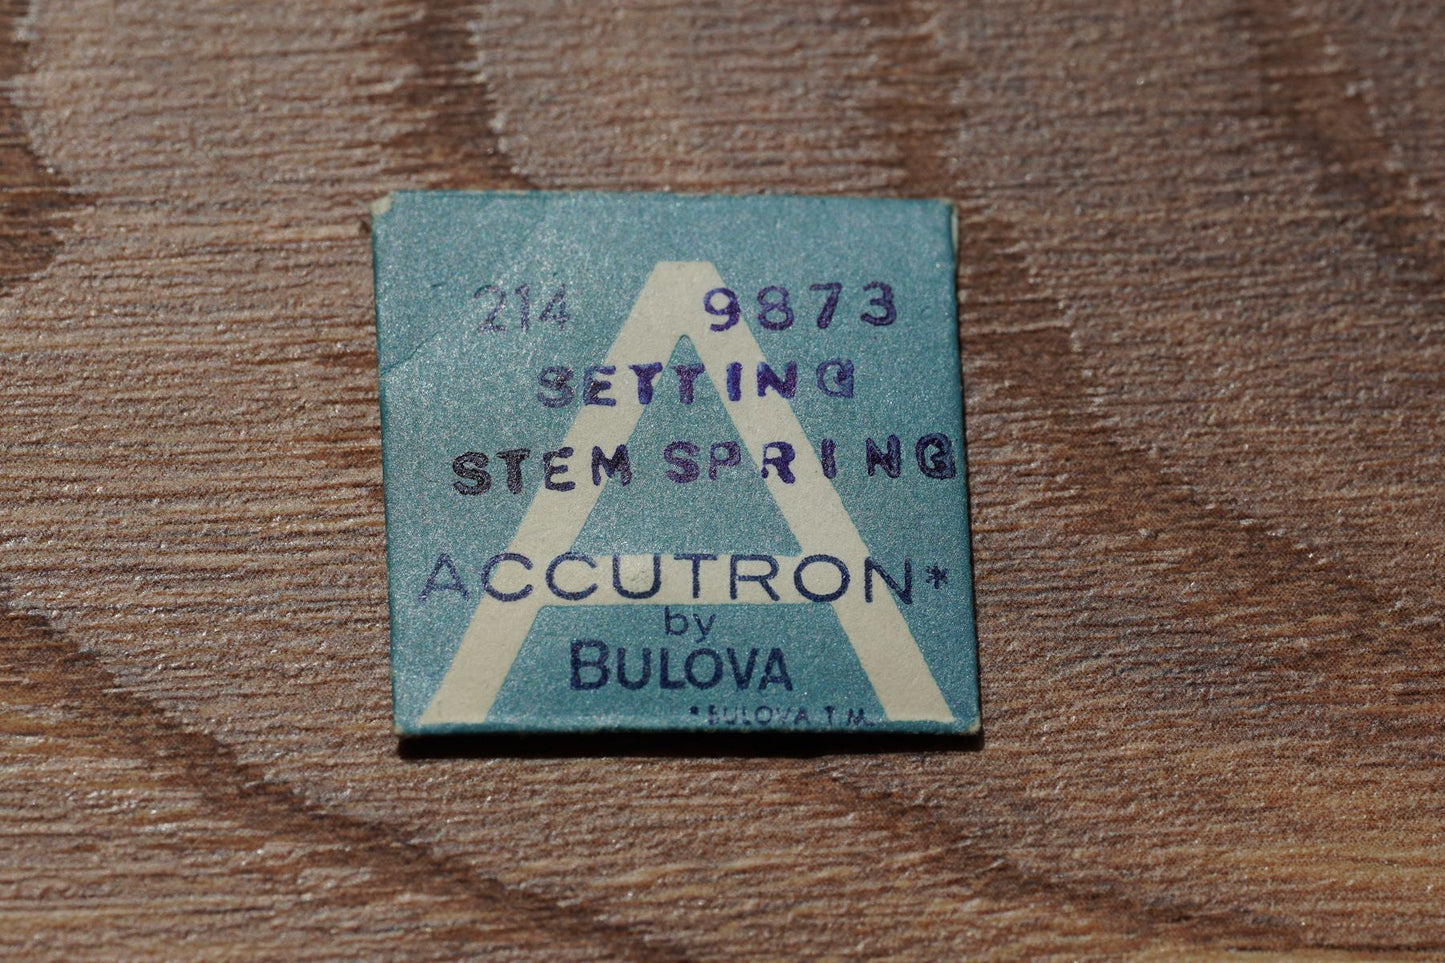 214 9873
SETTING
STEM SPRING
ACCUTRON*
by
BULOVA
*BULOVA T.M.